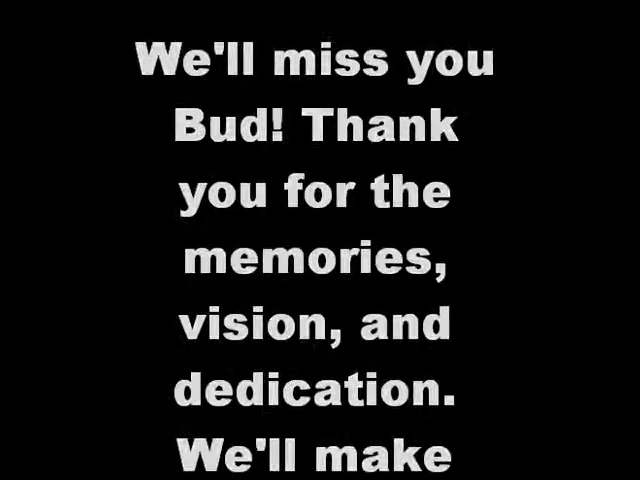 We'll miss you
Bud! Thank
you for the
memories,
vision, and
dedication.
We'll make